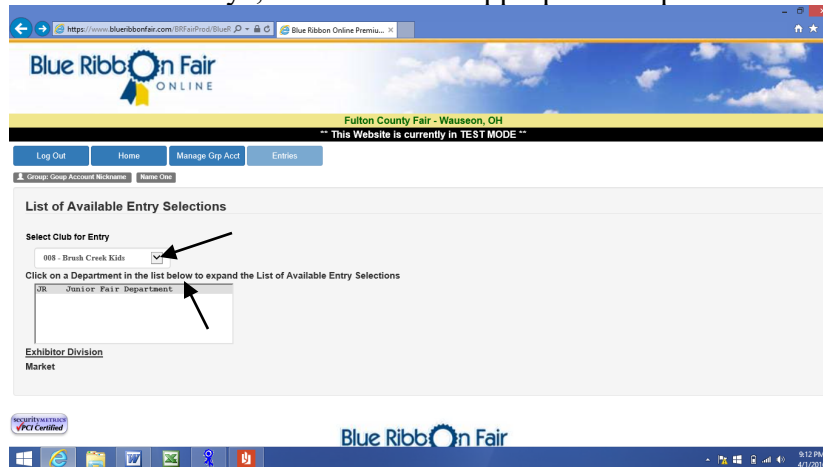 https://www.blueribbonfair.com/BRFairProd/BlueR
Blue Ribbon Online Premiu...
Blue Ribbon Fair
ONLINE
Fulton County Fair - Wauseon, OH
** This Website is currently in TEST MODE **
Log Out Home Manage Grp Acct Entries
Group: Goup Account Nickname Name One
List of Available Entry Selections
Select Club for Entry
008 - Brush Creek Kids
Click on a Department in the list below to expand the List of Available Entry Selections
JR Junior Fair Department
Exhibitor Division
Market
securityMETRICS
PCI Certified
Blue Ribbon Fair
9:12 PM